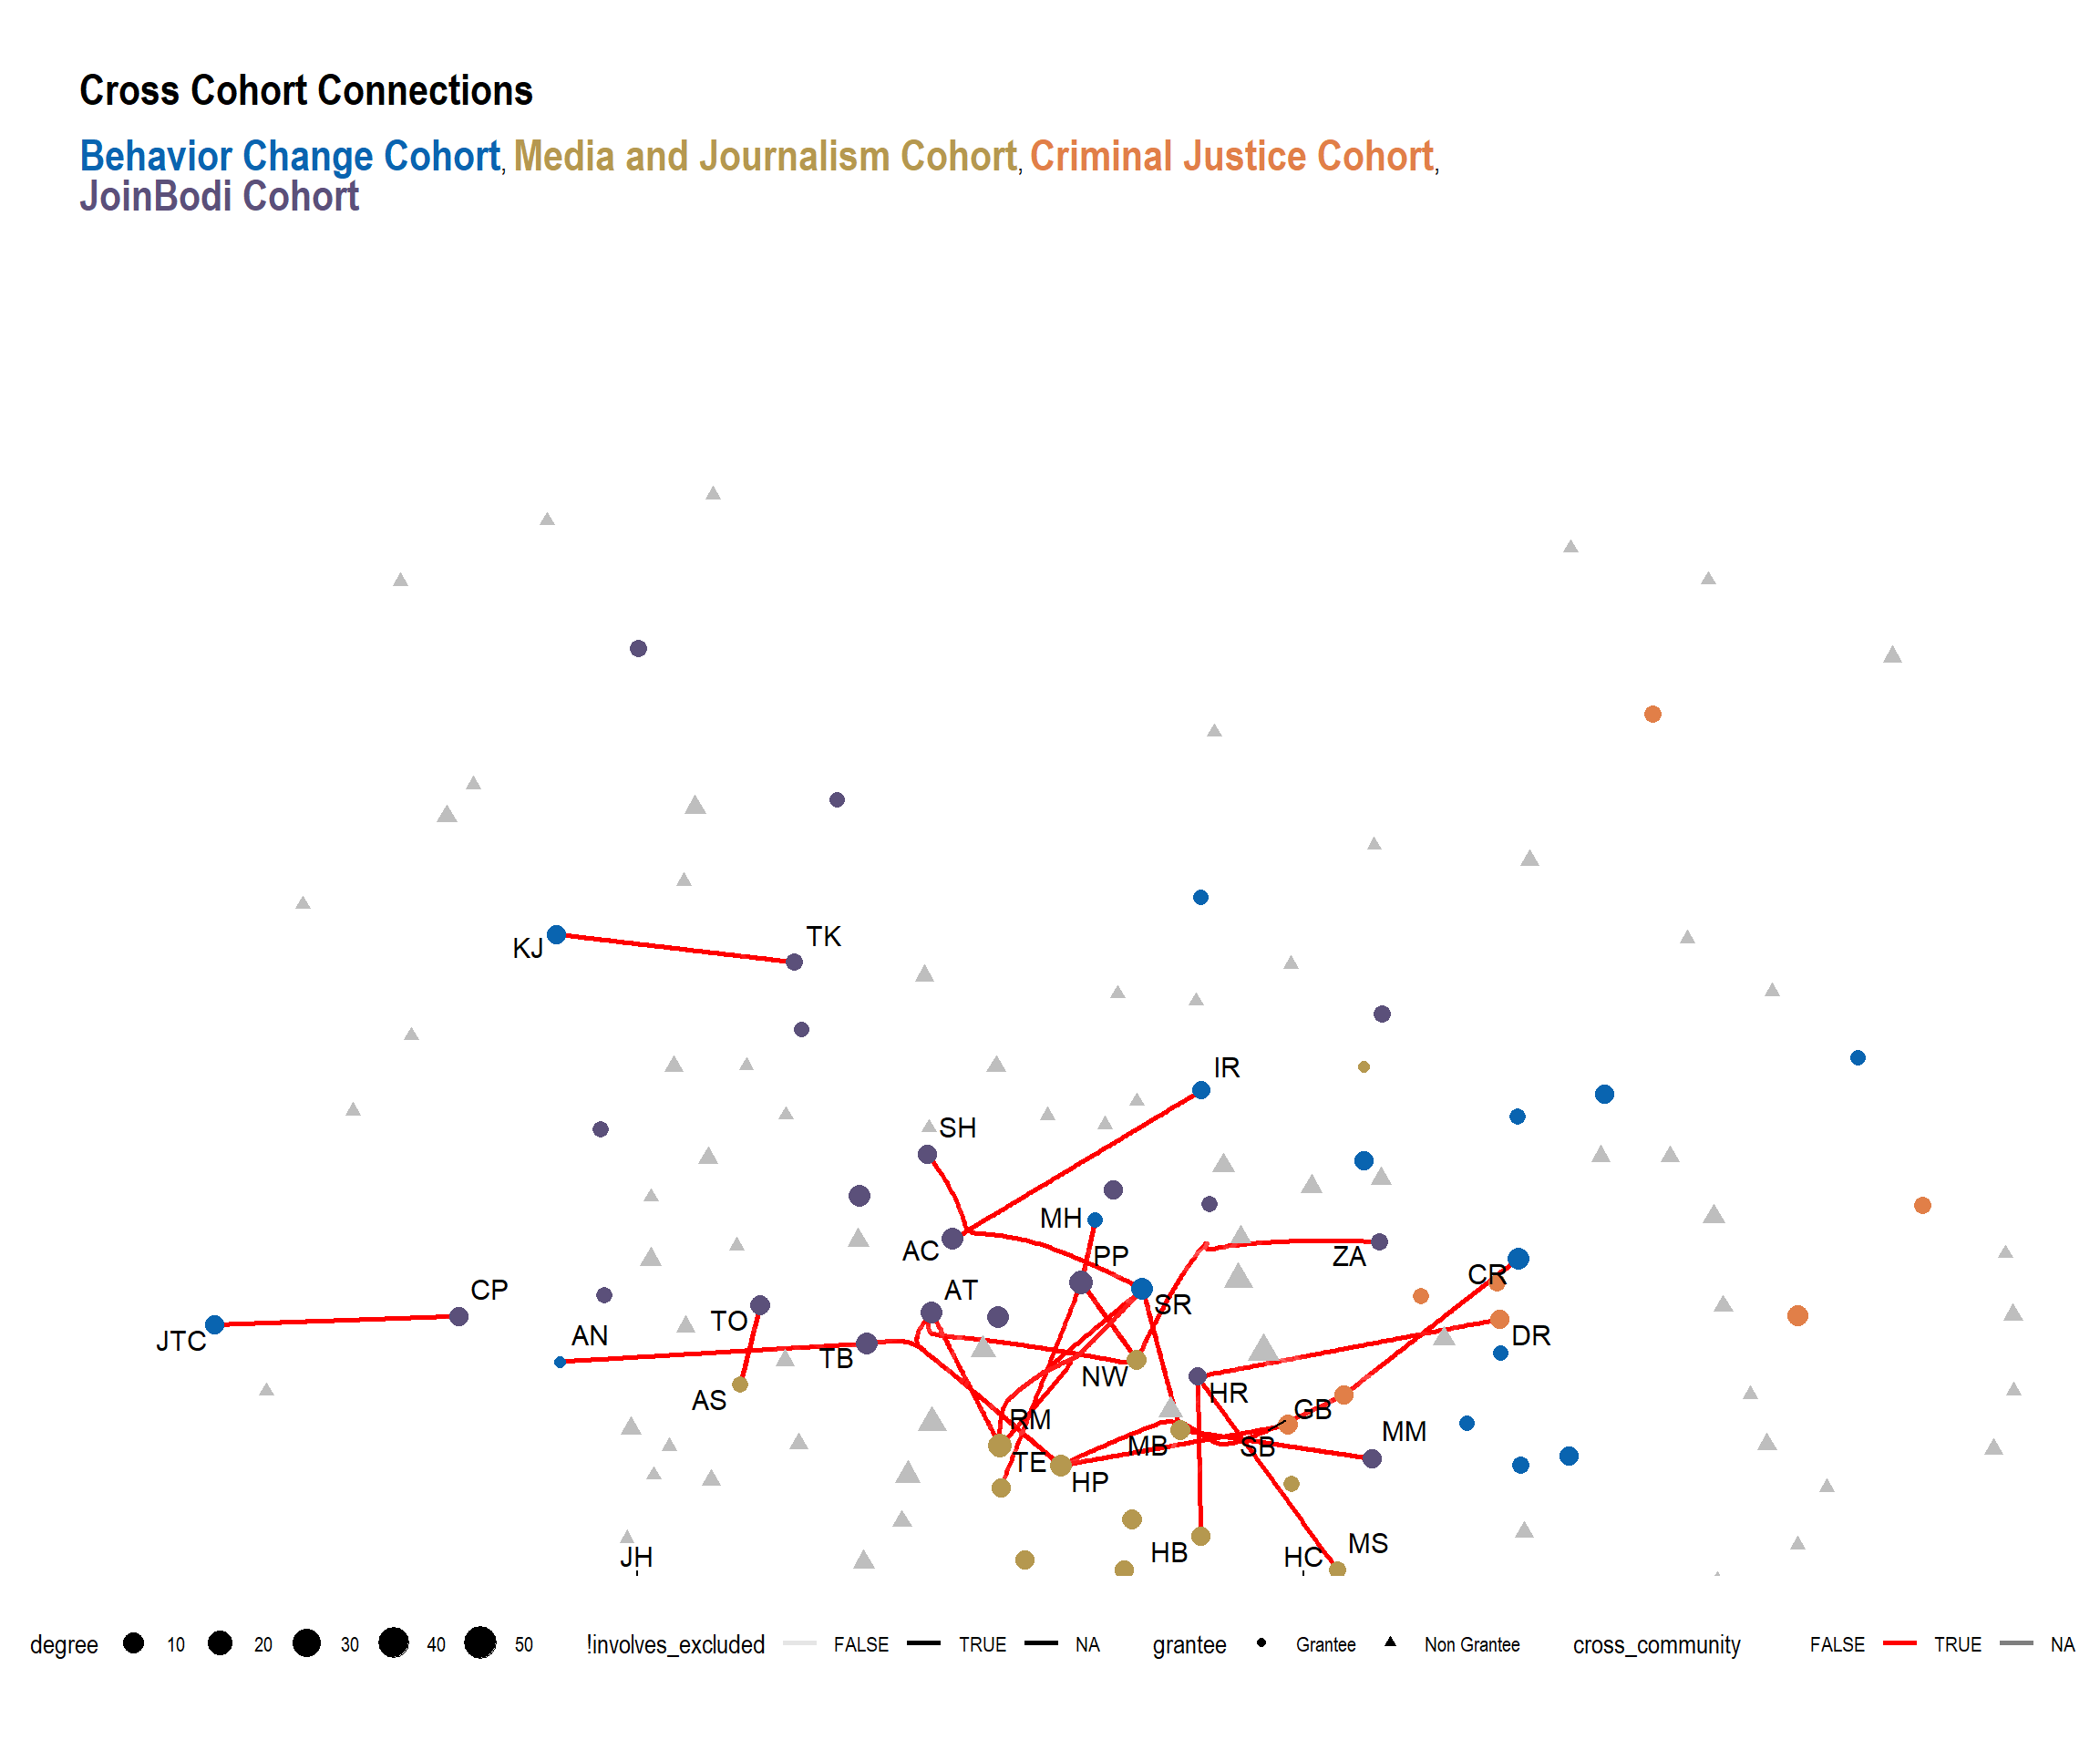 Cross Cohort Connections
Behavior Change Cohort, Media and Journalism Cohort, Criminal Justice Cohort,
JoinBodi Cohort
KJ
TK
IR
SH
MH
AC
PP
ZA
CR
CP
AT
SR
JTC
TO
AN
TB
DR
NW
AS
HR
RM
GB
MM
MB
SB
TE
HP
HB
HC
MS
JH
degree 10 20 30 40 50 !involves_excluded FALSE TRUE NA grantee Grantee Non Grantee cross_community FALSE TRUE NA